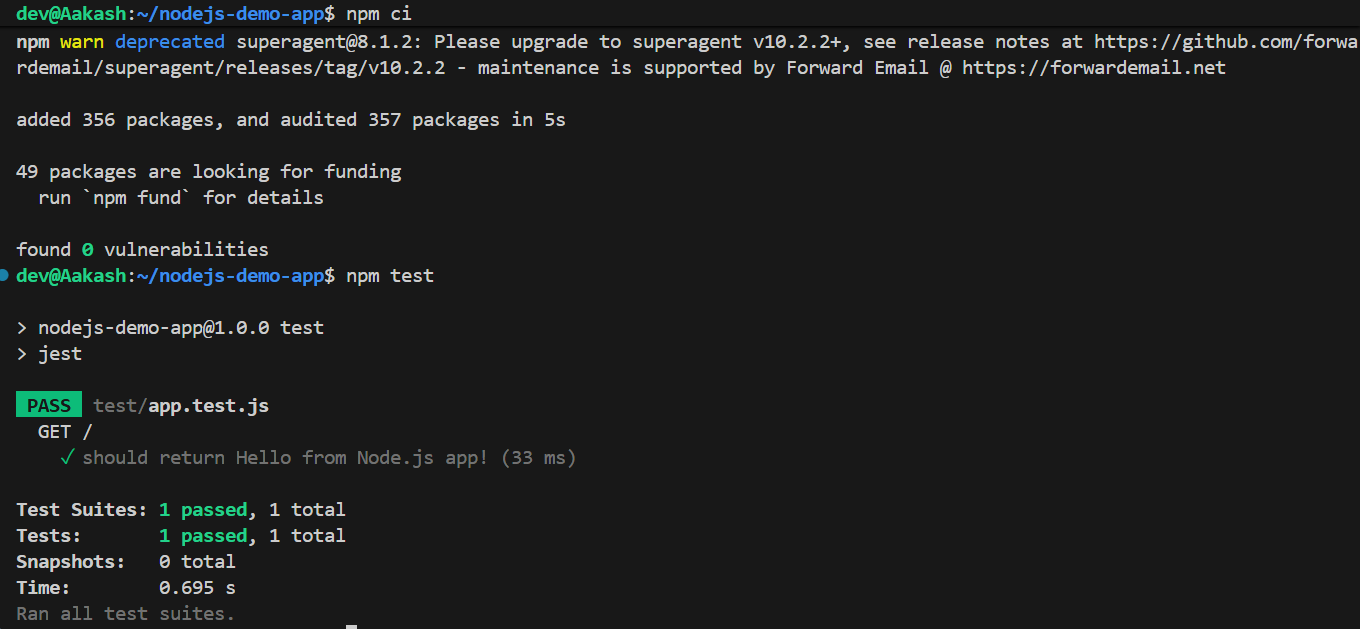 dev@Aakash:~/nodejs-demo-app$ npm ci
npm warn deprecated superagent@8.1.2: Please upgrade to superagent v10.2.2+, see release notes at https://github.com/forwa
rdemail/superagent/releases/tag/v10.2.2 - maintenance is supported by Forward Email @ https://forwardemail.net
added 356 packages, and audited 357 packages in 5s
49 packages are looking for funding
  run `npm fund` for details
found 0 vulnerabilities
dev@Aakash:~/nodejs-demo-app$ npm test
> nodejs-demo-app@1.0.0 test
> jest
PASS test/app.test.js
  GET /
    ✓ should return Hello from Node.js app! (33 ms)
Test Suites: 1 passed, 1 total
Tests:       1 passed, 1 total
Snapshots:   0 total
Time:        0.695 s
Ran all test suites.